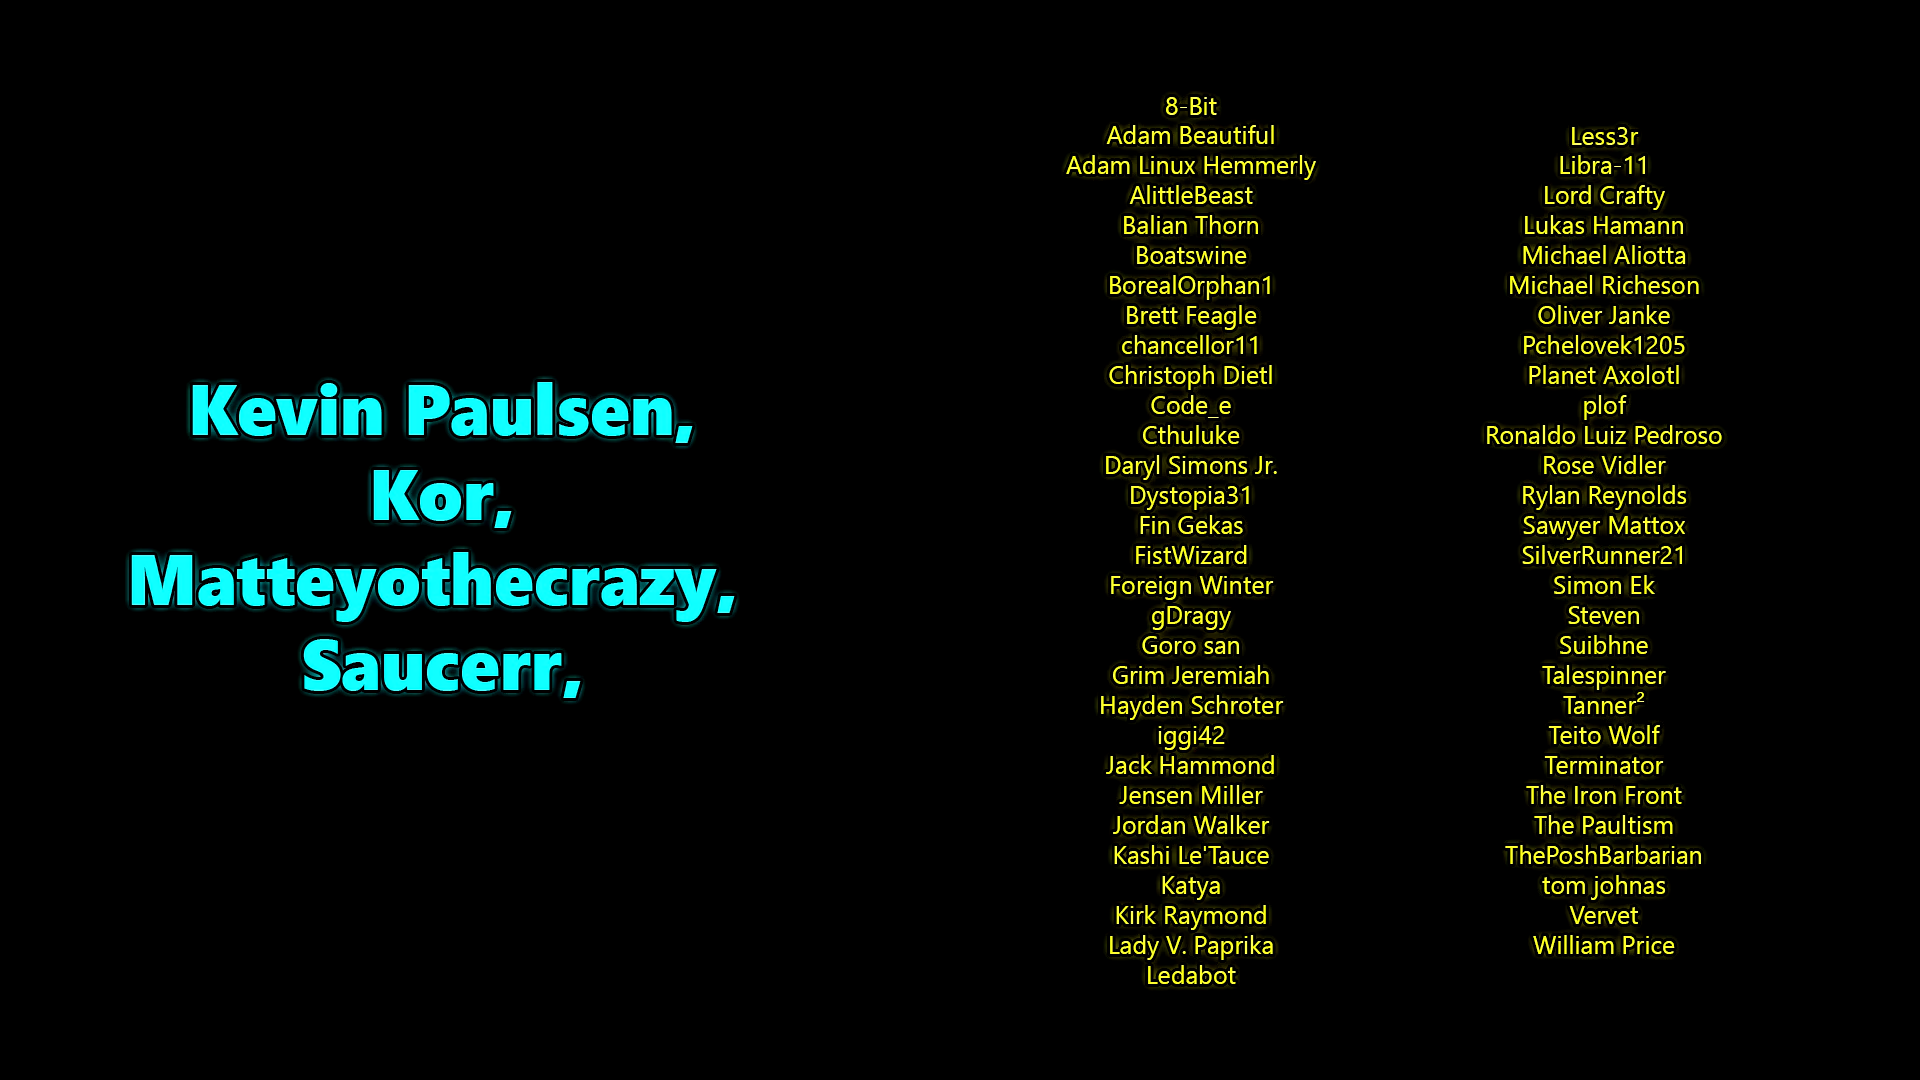 Kevin Paulsen,
Kor,
Matteyothecrazy,
Saucerr,
8-Bit
Adam Beautiful
Adam Linux Hemmerly
AlittleBeast
Balian Thorn
Boatswine
BorealOrphan1
Brett Feagle
chancellor11
Christoph Dietl
Code_e
Cthuluke
Daryl Simons Jr.
Dystopia31
Fin Gekas
FistWizard
Foreign Winter
gDragy
Goro san
Grim Jeremiah
Hayden Schroter
iggi42
Jack Hammond
Jensen Miller
Jordan Walker
Kashi Le'Tauce
Katya
Kirk Raymond
Lady V. Paprika
Ledabot
Less3r
Libra-11
Lord Crafty
Lukas Hamann
Michael Aliotta
Michael Richeson
Oliver Janke
Pchelovek1205
Planet Axolotl
plof
Ronaldo Luiz Pedroso
Rose Vidler
Rylan Reynolds
Sawyer Mattox
SilverRunner21
Simon Ek
Steven
Suibhne
Talespinner
Tanner²
Teito Wolf
Terminator
The Iron Front
The Paultism
ThePoshBarbarian
tom johnas
Vervet
William Price